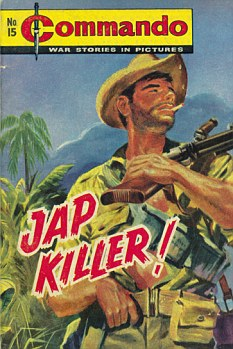 No
15
Commando
WAR STORIES IN PICTURES
JAP
KILLER!